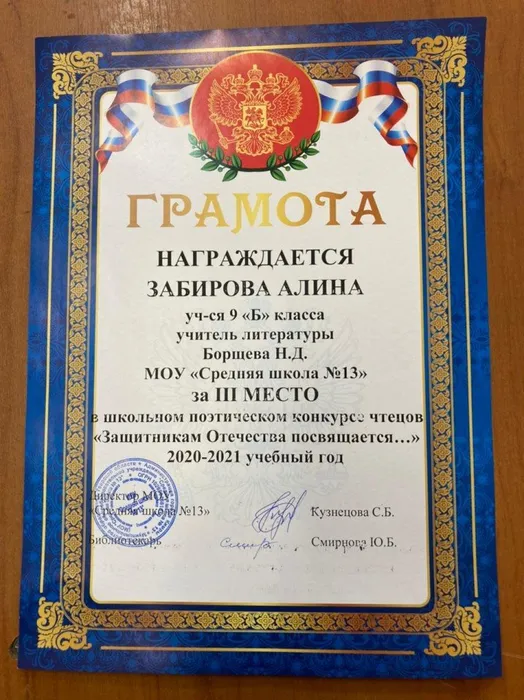 ГРАМОТА
НАГРАЖДАЕТСЯ
ЗАБИРОВА АЛИНА
уч-ся 9 «Б» класса
учитель литературы
Борщева Н.Д.
МОУ «Средняя школа №13»
за III МЕСТО
в школьном поэтическом конкурсе чтецов
«Защитникам Отечества посвящается…»
2020-2021 учебный год
Директор МОУ
«Средняя школа №13» Кузнецова С.Б.
Библиотекарь Смирнова Ю.Б.